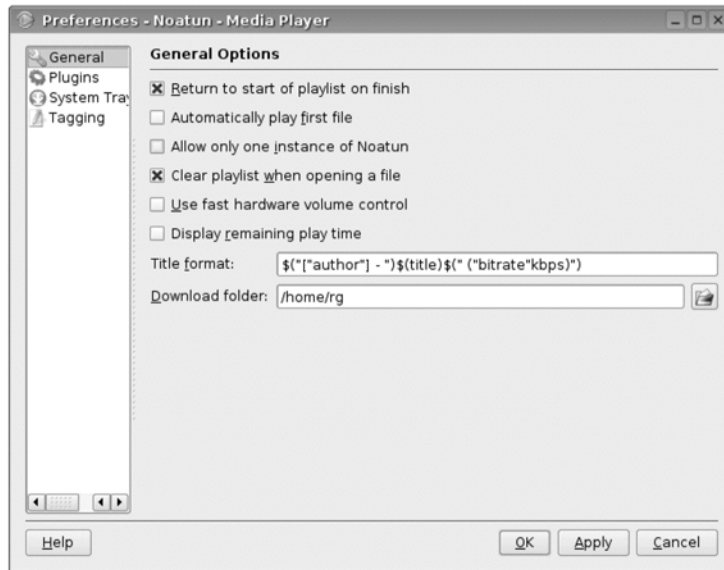 Preferences - Noatun - Media Player
General
Plugins
System Tra
Tagging
General Options
Return to start of playlist on finish
Automatically play first file
Allow only one instance of Noatun
Clear playlist when opening a file
Use fast hardware volume control
Display remaining play time
Title format: $("["author"] - ")$(title)$(" ("bitrate"kbps)")
Download folder: /home/rg
Help OK Apply Cancel